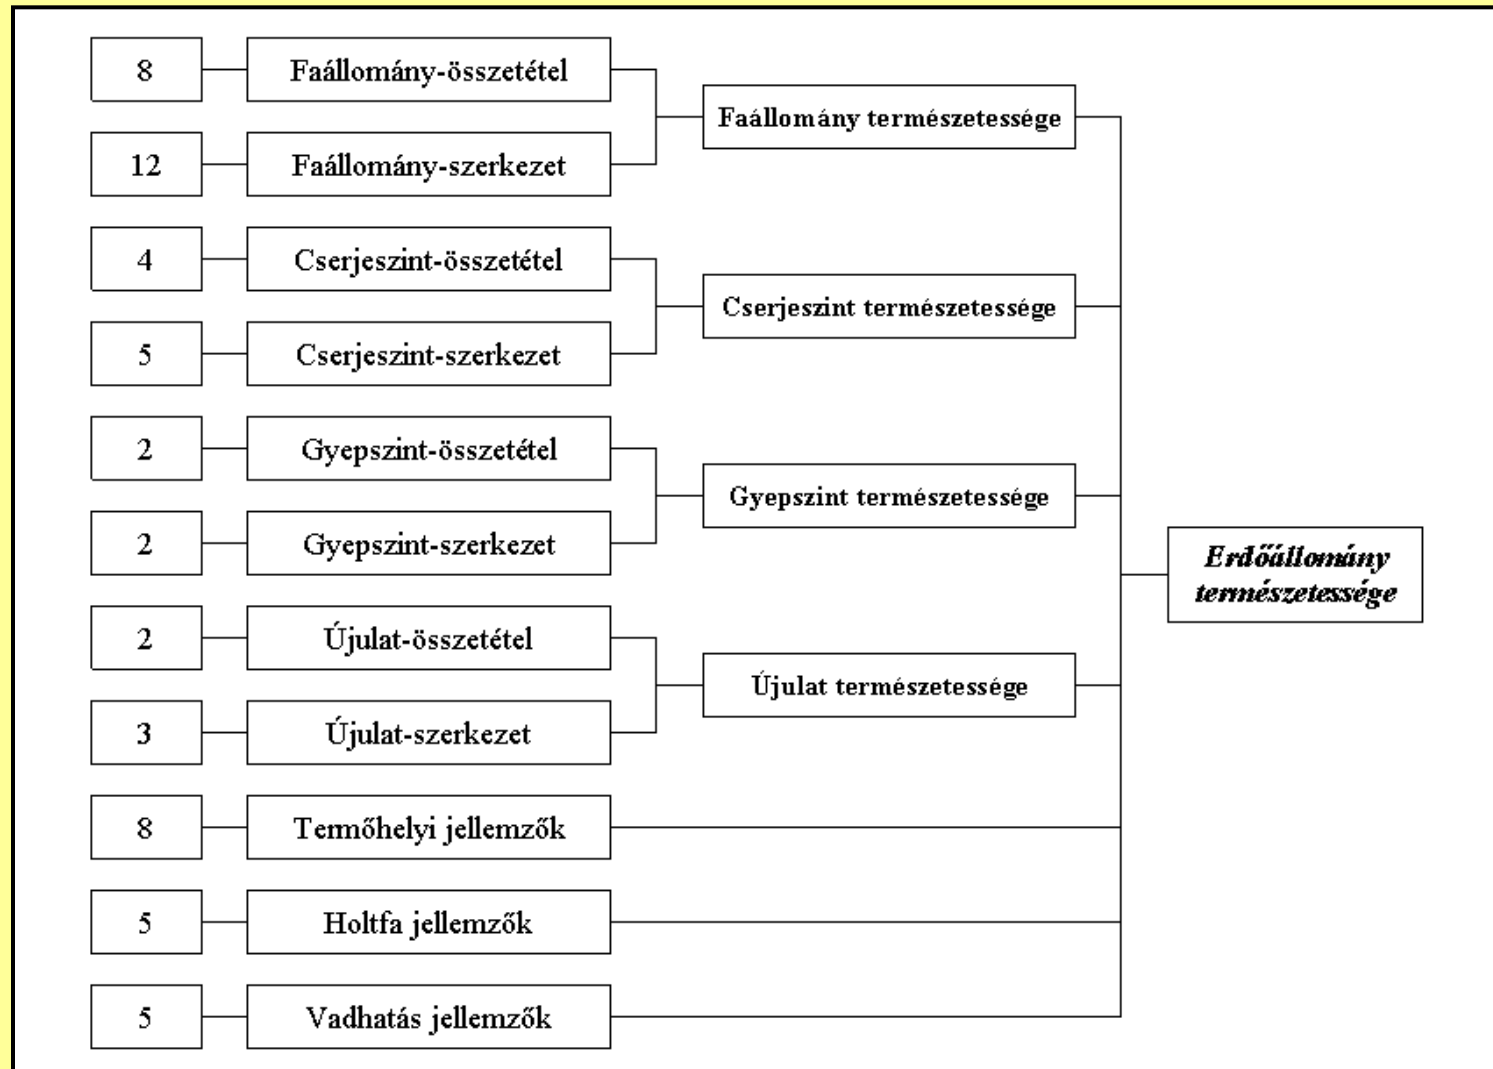 8 Faállomány-összetétel
Faállomány természetessége
12 Faállomány-szerkezet
4 Cserjeszint-összetétel
Cserjeszint természetessége
5 Cserjeszint-szerkezet
2 Gyepszint-összetétel
Gyepszint természetessége
2 Gyepszint-szerkezet
Erdőállomány
természetessége
2 Újulat-összetétel
Újulat természetessége
3 Újulat-szerkezet
8 Termőhelyi jellemzők
5 Holtfa jellemzők
5 Vadhatás jellemzők